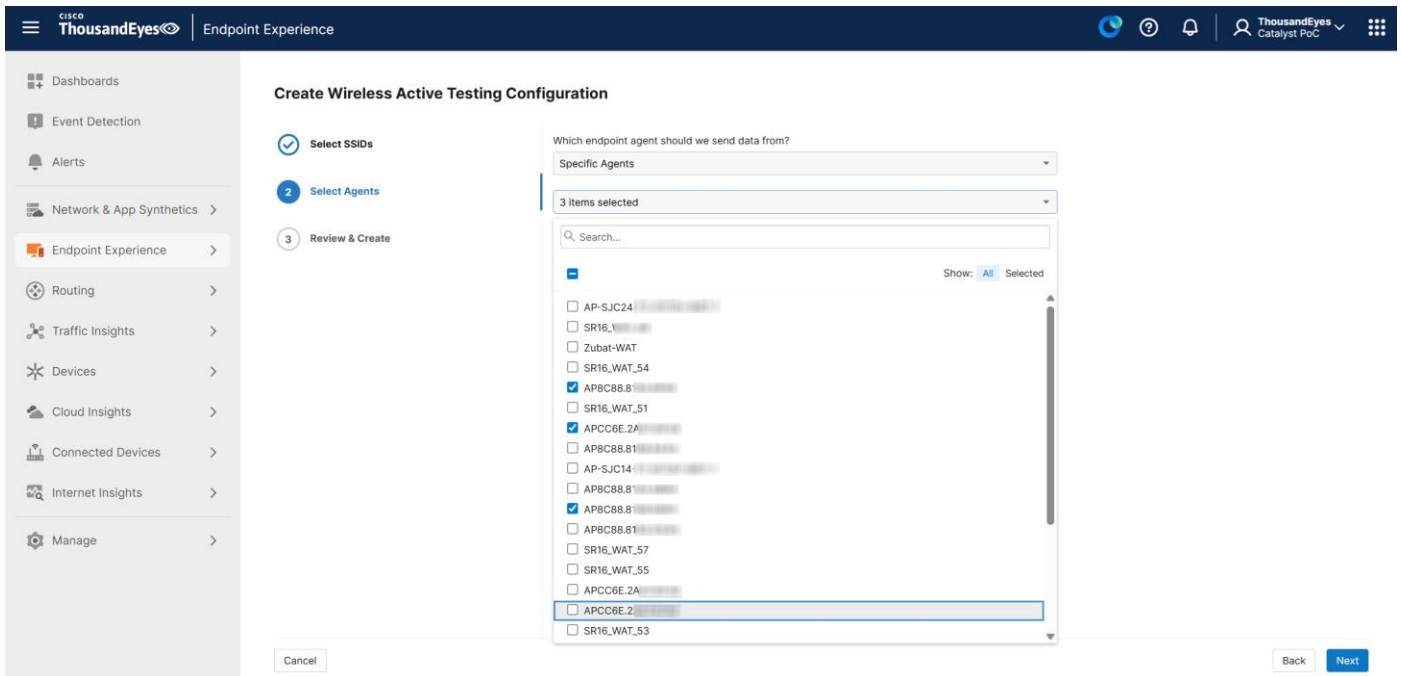 CISCO
ThousandEyes
Endpoint Experience
ThousandEyes
Catalyst PoC
Dashboards
Event Detection
Alerts
Network & App Synthetics
Endpoint Experience
Routing
Traffic Insights
Devices
Cloud Insights
Connected Devices
Internet Insights
Manage
Create Wireless Active Testing Configuration
Select SSIDs
2 Select Agents
3 Review & Create
Which endpoint agent should we send data from?
Specific Agents
3 items selected
Search...
Show: All Selected
AP-SJC24
SR16_
Zubat-WAT
SR16_WAT_54
AP8C88.8
SR16_WAT_51
APCC6E.2A
AP8C88.81
AP-SJC14-
AP8C88.8
AP8C88.8
AP8C88.81
SR16_WAT_57
SR16_WAT_55
APCC6E.2A
APCC6E.2
SR16_WAT_53
Cancel
Back Next